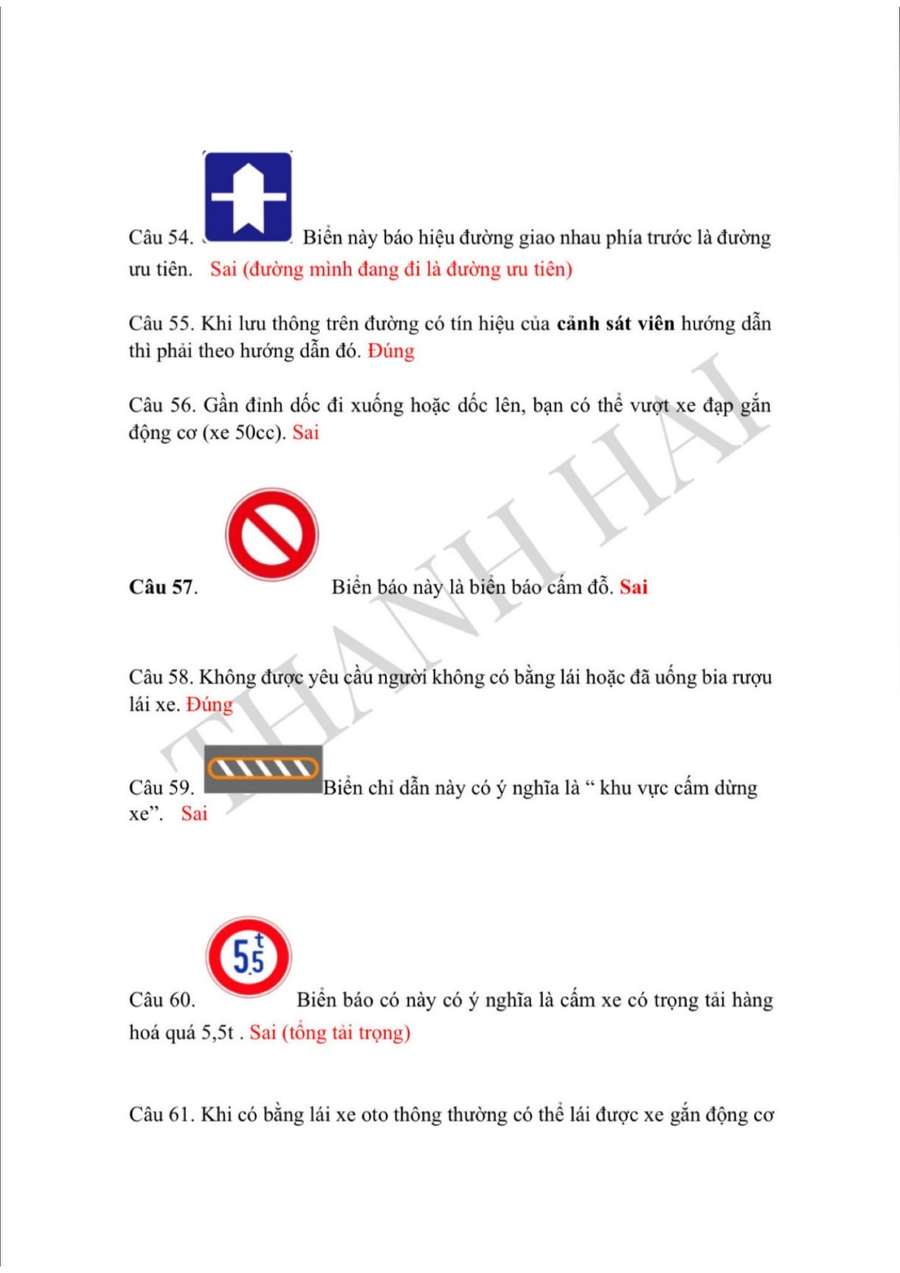 Câu 54. Biển này báo hiệu đường giao nhau phía trước là đường
ưu tiên. Sai (đường mình đang đi là đường ưu tiên)
Câu 55. Khi lưu thông trên đường có tín hiệu của cảnh sát viên hướng dẫn
thì phải theo hướng dẫn đó. Đúng
Câu 56. Gần đỉnh dốc đi xuống hoặc dốc lên, bạn có thể vượt xe đạp gắn
động cơ (xe 50cc). Sai
Câu 57. Biển báo này là biển báo cấm đỗ. Sai
Câu 58. Không được yêu cầu người không có bằng lái hoặc đã uống bia rượu
lái xe. Đúng
Câu 59. Biển chỉ dẫn này có ý nghĩa là “ khu vực cấm dừng
xe”. Sai
5.5t
Câu 60. Biển báo có này có ý nghĩa là cấm xe có trọng tải hàng
hoá quá 5,5t . Sai (tổng tải trọng)
Câu 61. Khi có bằng lái xe oto thông thường có thể lái được xe gắn động cơ
THANH HAI